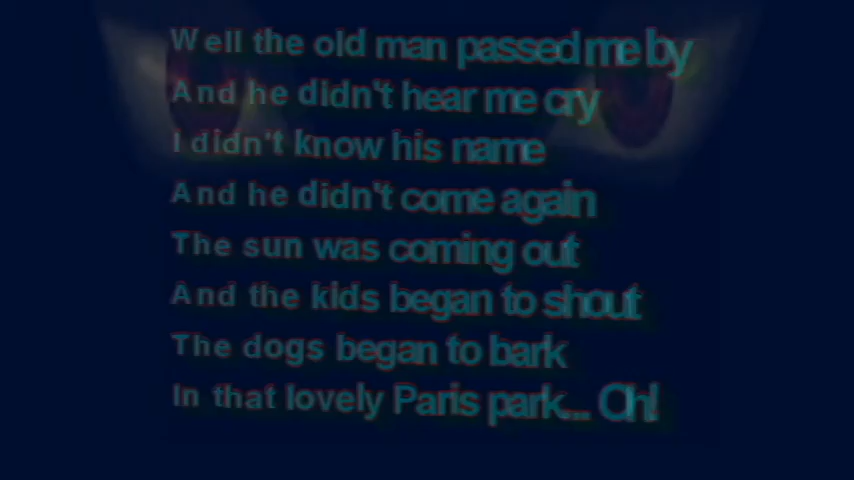 Well the old man passed me by
And he didn't hear me cry
I didn't know his name
And he didn't come again
The sun was coming out
And the kids began to shout
The dogs began to bark
In that lovely Paris park... Oh!